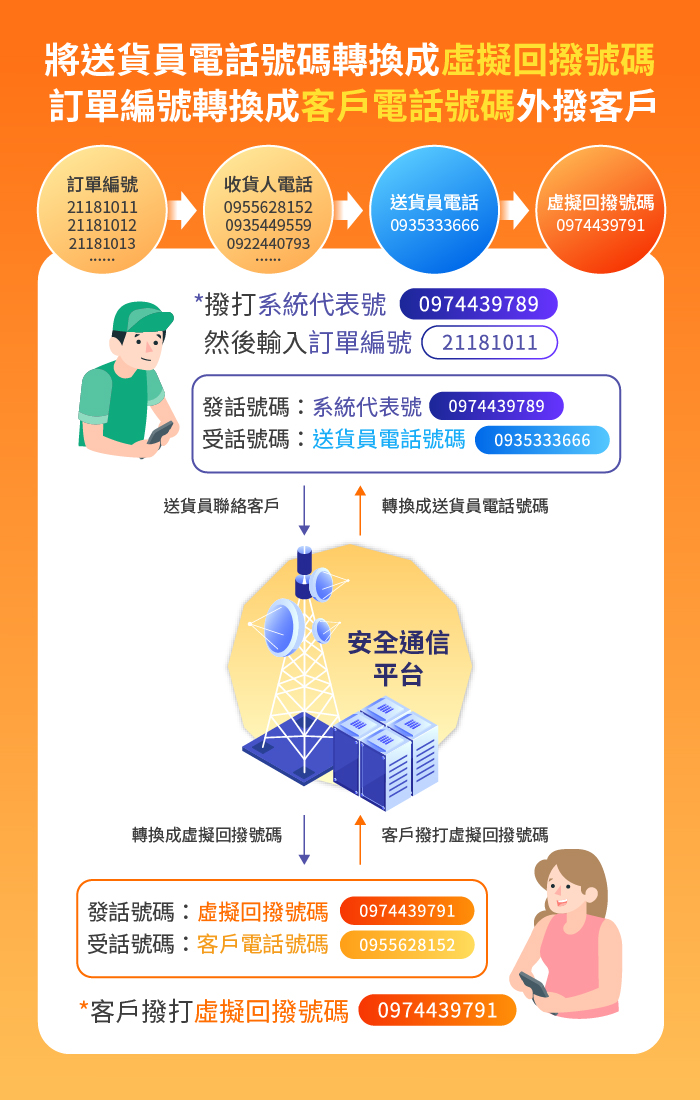 將送貨員電話號碼轉換成虛擬回撥號碼
訂單編號轉換成客戶電話號碼外撥客戶
訂單編號
21181011
21181012
21181013
......
收貨人電話
0955628152
0935449559
0922440793
......
送貨員電話
0935333666
虛擬回撥號碼
0974439791
*撥打系統代表號 0974439789
然後輸入訂單編號 21181011
發話號碼：系統代表號 0974439789
受話號碼：送貨員電話號碼 0935333666
送貨員聯絡客戶
轉換成送貨員電話號碼
安全通信
平台
轉換成虛擬回撥號碼
客戶撥打虛擬回撥號碼
發話號碼：虛擬回撥號碼 0974439791
受話號碼：客戶電話號碼 0955628152
*客戶撥打虛擬回撥號碼 0974439791